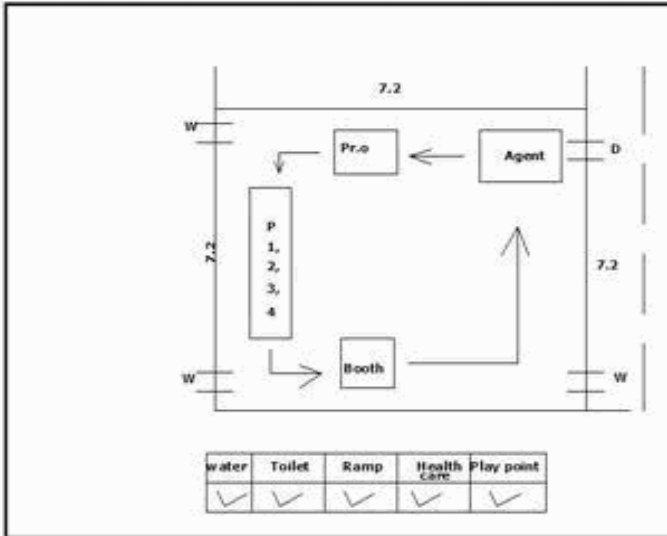 7.2
W
Pr.o
Agent
D
P
1,
2,
3,
4
7.2
7.2
W
Booth
W
water Toilet Ramp Health care Play point